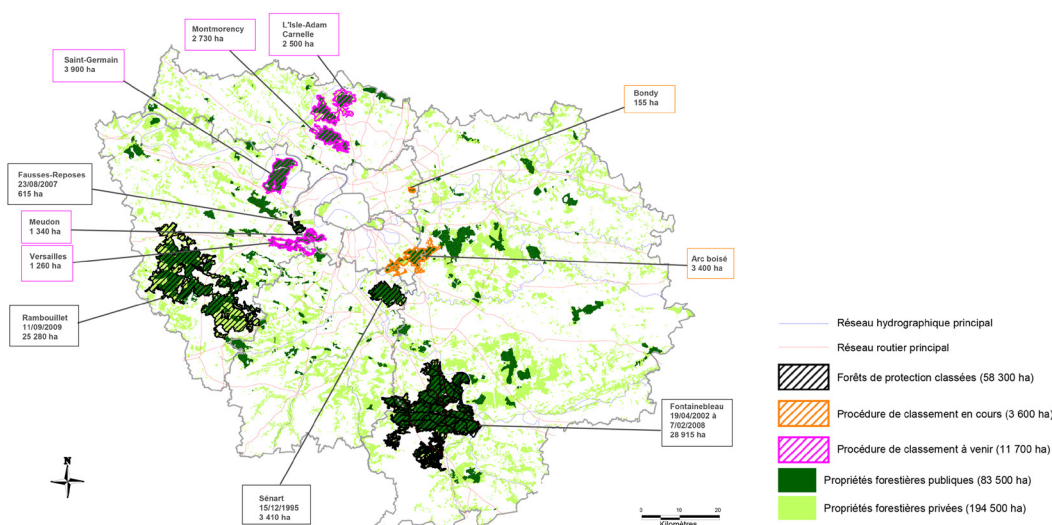 L'Isle-Adam
Carnelle
2 500 ha
Montmorency
2 730 ha
Saint-Germain
3 900 ha
Bondy
155 ha
Fausses-Reposes
23/08/2007
615 ha
Meudon
1 340 ha
Versailles
1 260 ha
Arc boisé
3 400 ha
Rambouillet
11/09/2009
25 280 ha
Fontainebleau
19/04/2002 à
7/02/2008
28 915 ha
Sénart
15/12/1995
3 410 ha
N
0 10 20
Kilomètres
Réseau hydrographique principal
Réseau routier principal
Forêts de protection classées (58 300 ha)
Procédure de classement en cours (3 600 ha)
Procédure de classement à venir (11 700 ha)
Propriétés forestières publiques (83 500 ha)
Propriétés forestières privées (194 500 ha)